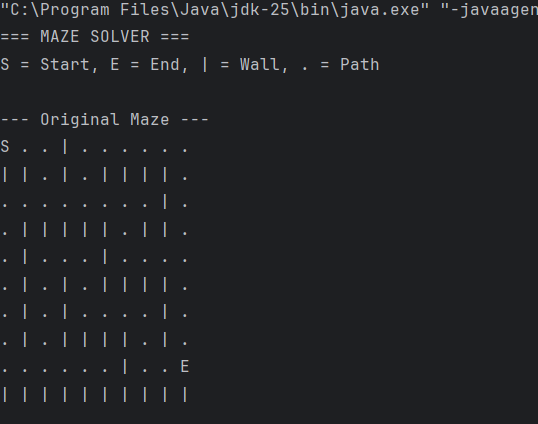 "C:\Program Files\Java\jdk-25\bin\java.exe" "-javaagen
=== MAZE SOLVER ===
S = Start, E = End, | = Wall, . = Path
--- Original Maze ---
S . . | . . . . . .
| | . | . | | | | .
. . . . . . . . | .
. | | | | | . | | .
. | . . . | . . . .
. | . | . | | | | .
. | . | . . . . | .
. | . | | | | . | .
. . . . . . | . . E
| | | | | | | | | |